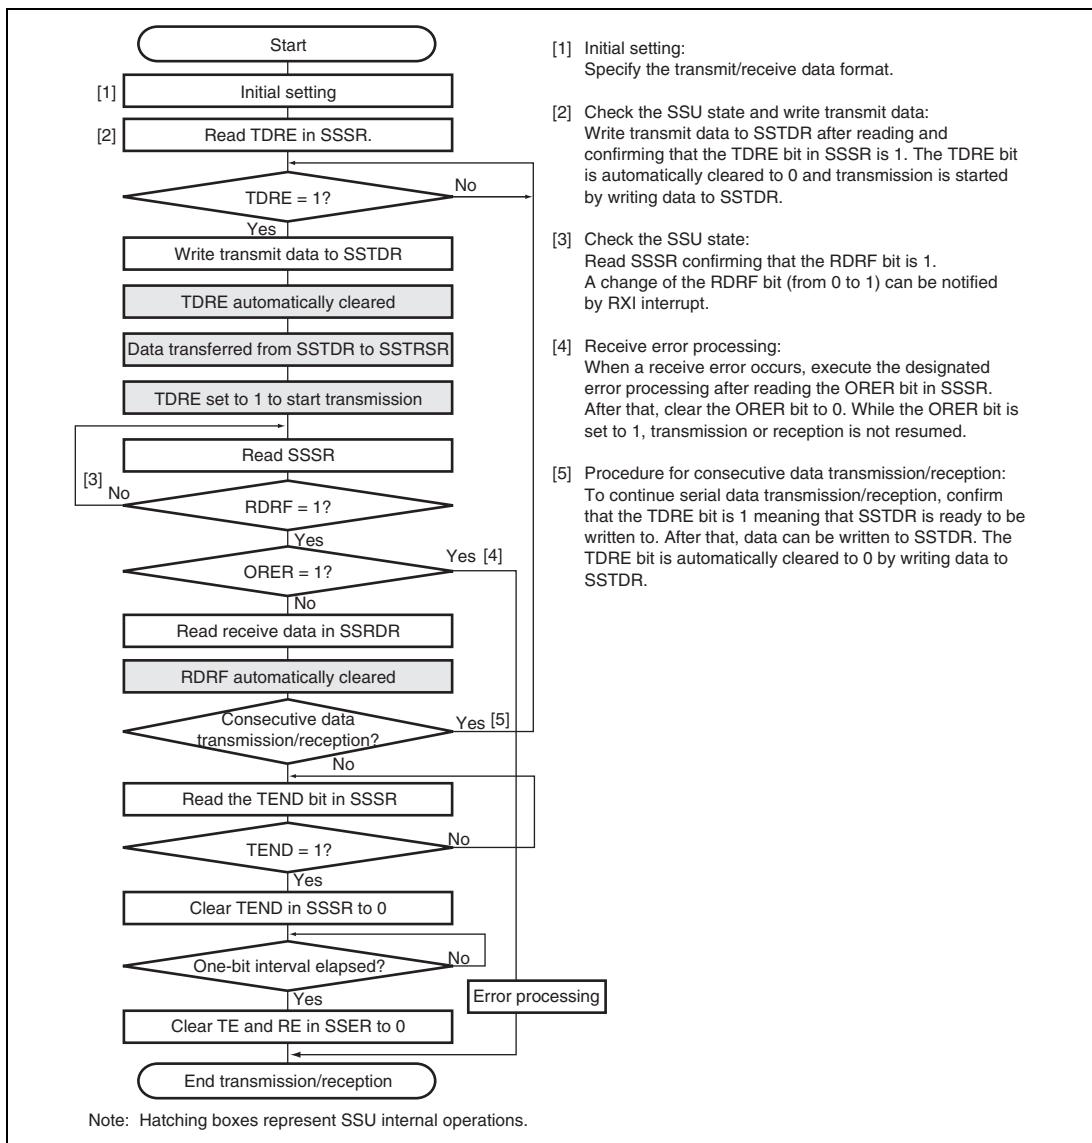 Start
[1] Initial setting
[2] Read TDRE in SSSR.
TDRE = 1?
No
Yes
Write transmit data to SSTDR
TDRE automatically cleared
Data transferred from SSTDR to SSTRSR
TDRE set to 1 to start transmission
Read SSSR
[3]
No
RDRF = 1?
Yes
Yes [4]
ORER = 1?
No
Read receive data in SSRDR
RDRF automatically cleared
Consecutive data
transmission/reception?
Yes [5]
No
Read the TEND bit in SSSR
No
TEND = 1?
Yes
Clear TEND in SSSR to 0
No
One-bit interval elapsed?
Yes
Error processing
Clear TE and RE in SSER to 0
End transmission/reception
Note: Hatching boxes represent SSU internal operations.
[1] Initial setting:
Specify the transmit/receive data format.
[2] Check the SSU state and write transmit data:
Write transmit data to SSTDR after reading and
confirming that the TDRE bit in SSSR is 1. The TDRE bit
is automatically cleared to 0 and transmission is started
by writing data to SSTDR.
[3] Check the SSU state:
Read SSSR confirming that the RDRF bit is 1.
A change of the RDRF bit (from 0 to 1) can be notified
by RXI interrupt.
[4] Receive error processing:
When a receive error occurs, execute the designated
error processing after reading the ORER bit in SSSR.
After that, clear the ORER bit to 0. While the ORER bit is
set to 1, transmission or reception is not resumed.
[5] Procedure for consecutive data transmission/reception:
To continue serial data transmission/reception, confirm
that the TDRE bit is 1 meaning that SSTDR is ready to be
written to. After that, data can be written to SSTDR. The
TDRE bit is automatically cleared to 0 by writing data to
SSTDR.